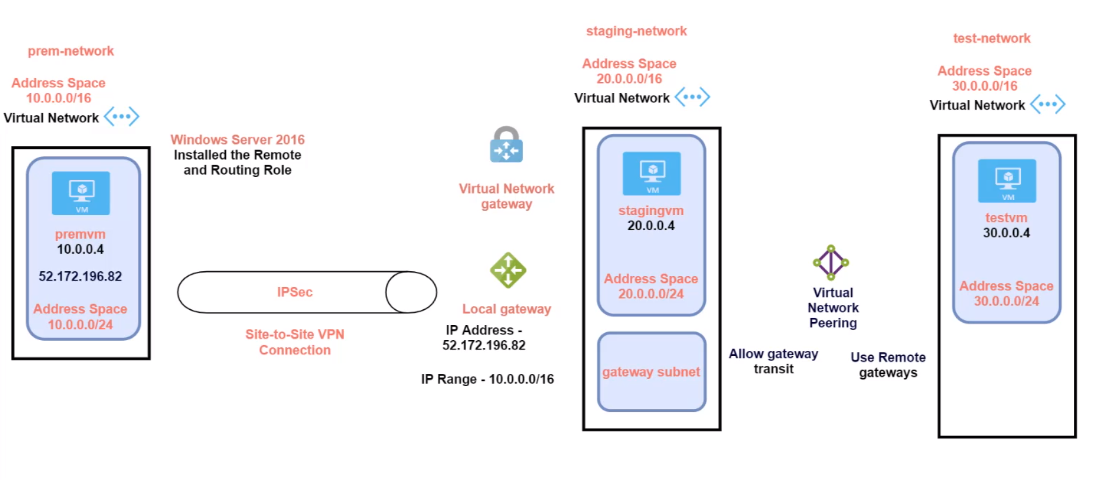 prem-network
Address Space
10.0.0.0/16
Virtual Network
Windows Server 2016
Installed the Remote
and Routing Role
VM
premvm
10.0.0.4
52.172.196.82
Address Space
10.0.0.0/24
IPSec
Site-to-Site VPN
Connection
Virtual Network
gateway
Local gateway
IP Address -
52.172.196.82
IP Range - 10.0.0.0/16
staging-network
Address Space
20.0.0.0/16
Virtual Network
VM
stagingvm
20.0.0.4
Address Space
20.0.0.0/24
gateway subnet
Virtual
Network
Peering
Allow gateway
transit
Use Remote
gateways
test-network
Address Space
30.0.0.0/16
Virtual Network
VM
testvm
30.0.0.4
Address Space
30.0.0.0/24